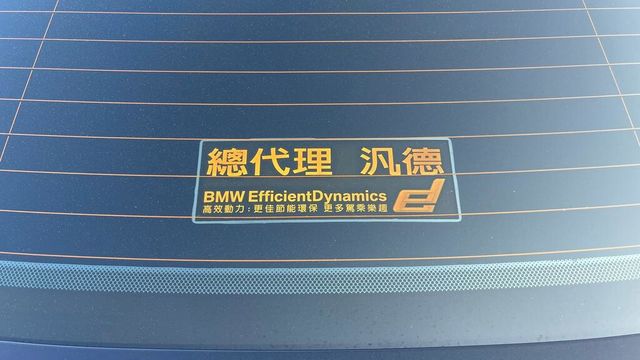 總代理 汎德
BMW EfficientDynamics
高效動力：更佳節能環保 更多駕乘樂趣